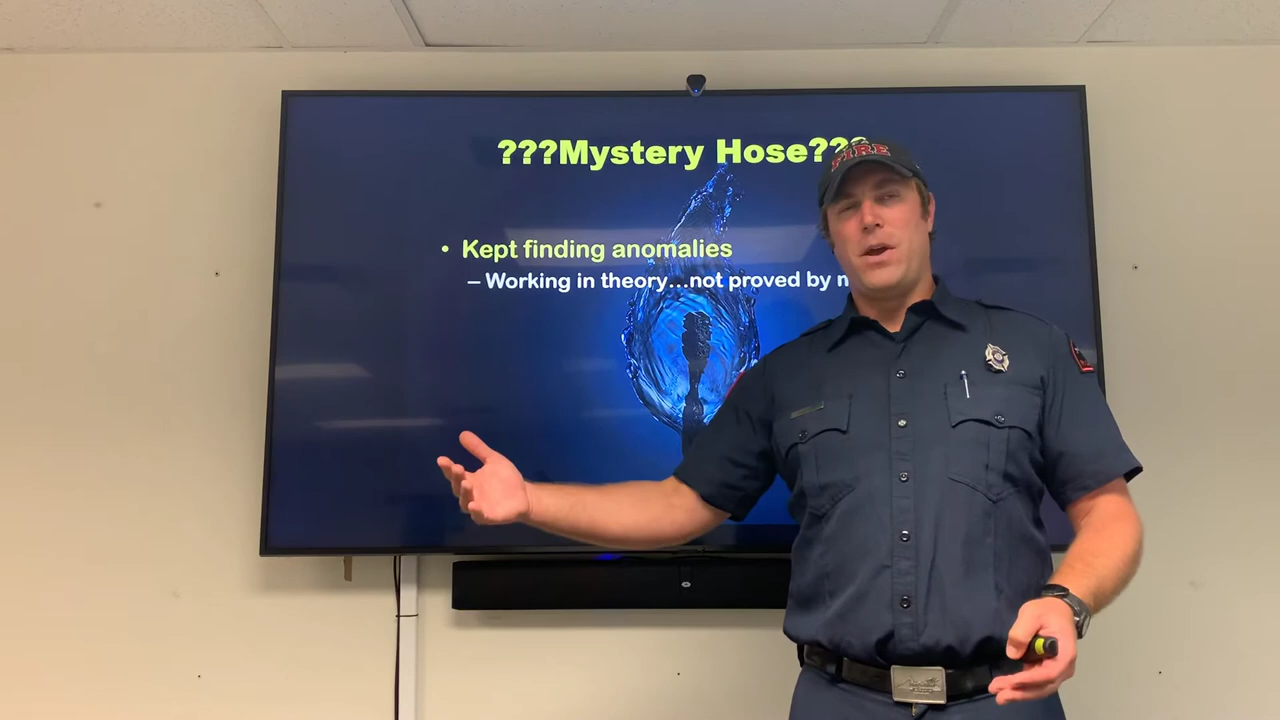 ???Mystery Hose???
• Kept finding anomalies
– Working in theory...not proved by
FIRE